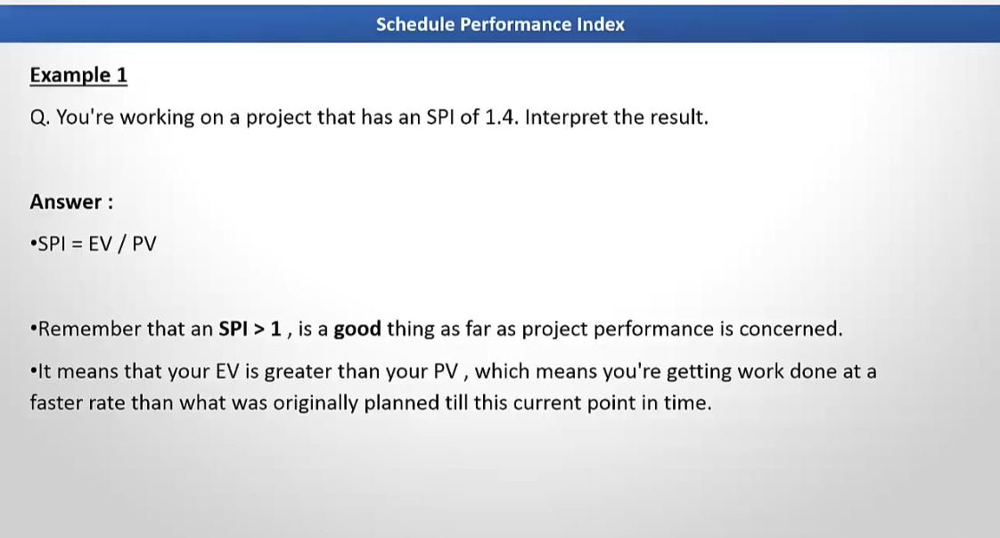 Schedule Performance Index
Example 1
Q. You're working on a project that has an SPI of 1.4. Interpret the result.
Answer :
•SPI = EV / PV
•Remember that an SPI > 1 , is a good thing as far as project performance is concerned.
•It means that your EV is greater than your PV , which means you're getting work done at a
faster rate than what was originally planned till this current point in time.